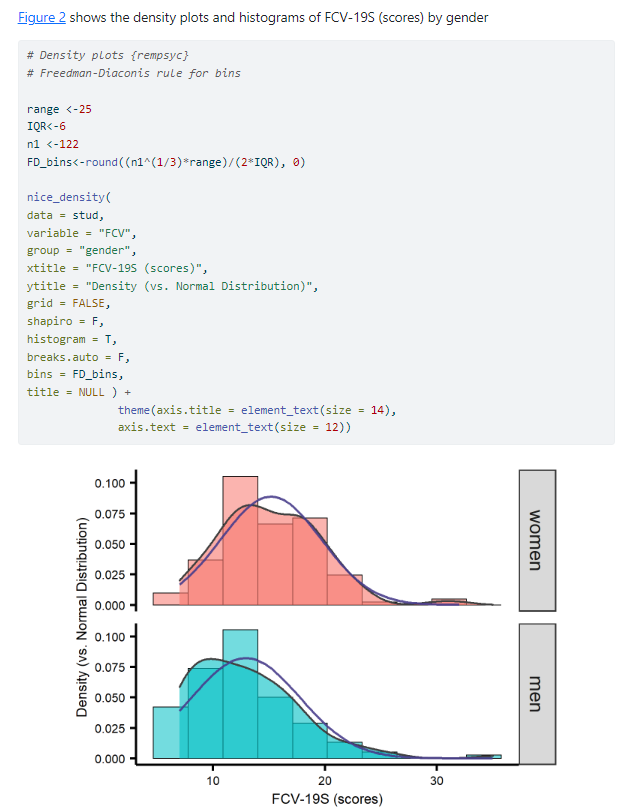 Figure 2 shows the density plots and histograms of FCV-19S (scores) by gender
# Density plots {rempsyc}
# Freedman-Diaconis rule for bins
range <-25
IQR<-6
n1 <-122
FD_bins<-round((n1^(1/3)*range)/(2*IQR), 0)
nice_density(
data = stud,
variable = "FCV",
group = "gender",
xtitle = "FCV-19S (scores)",
ytitle = "Density (vs. Normal Distribution)",
grid = FALSE,
shapiro = F,
histogram = T,
breaks.auto = F,
bins = FD_bins,
title = NULL ) +
theme(axis.title = element_text(size = 14),
axis.text = element_text(size = 12))
Density (vs. Normal Distribution)
0.100
0.075
0.050
0.025
0.000
women
0.100
0.075
0.050
0.025
0.000
men
10 20 30
FCV-19S (scores)